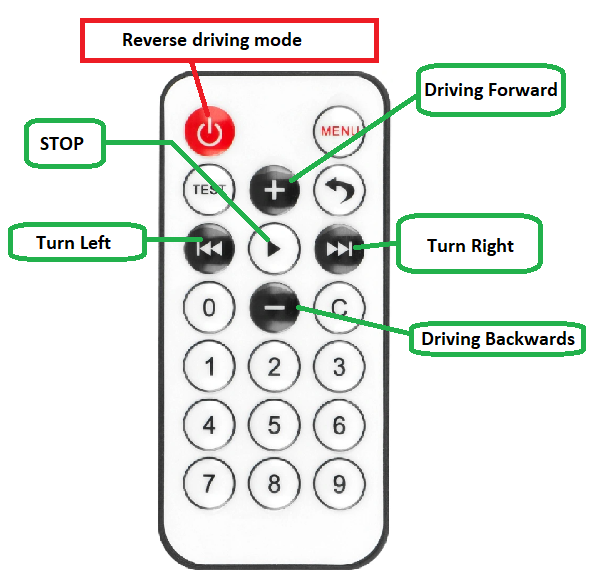 Reverse driving mode
Driving Forward
STOP
MENU
TEST
+
Turn Left
Turn Right
0
−
C
Driving Backwards
1 2 3
4 5 6
7 8 9